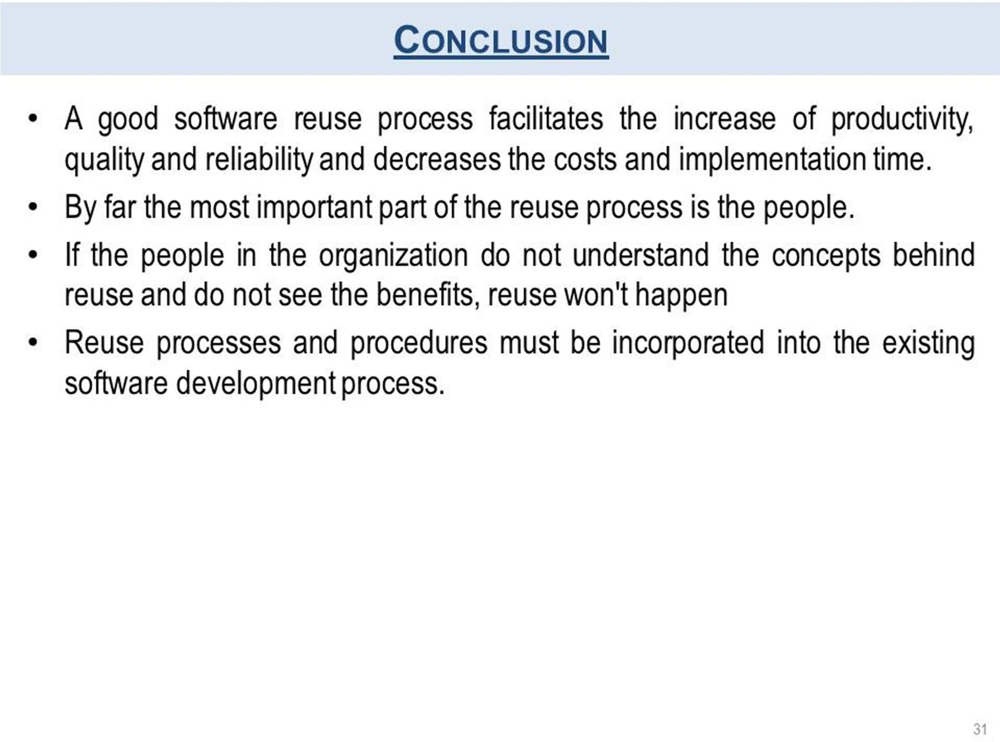 CONCLUSION
• A good software reuse process facilitates the increase of productivity,
quality and reliability and decreases the costs and implementation time.
• By far the most important part of the reuse process is the people.
• If the people in the organization do not understand the concepts behind
reuse and do not see the benefits, reuse won't happen
• Reuse processes and procedures must be incorporated into the existing
software development process.
31